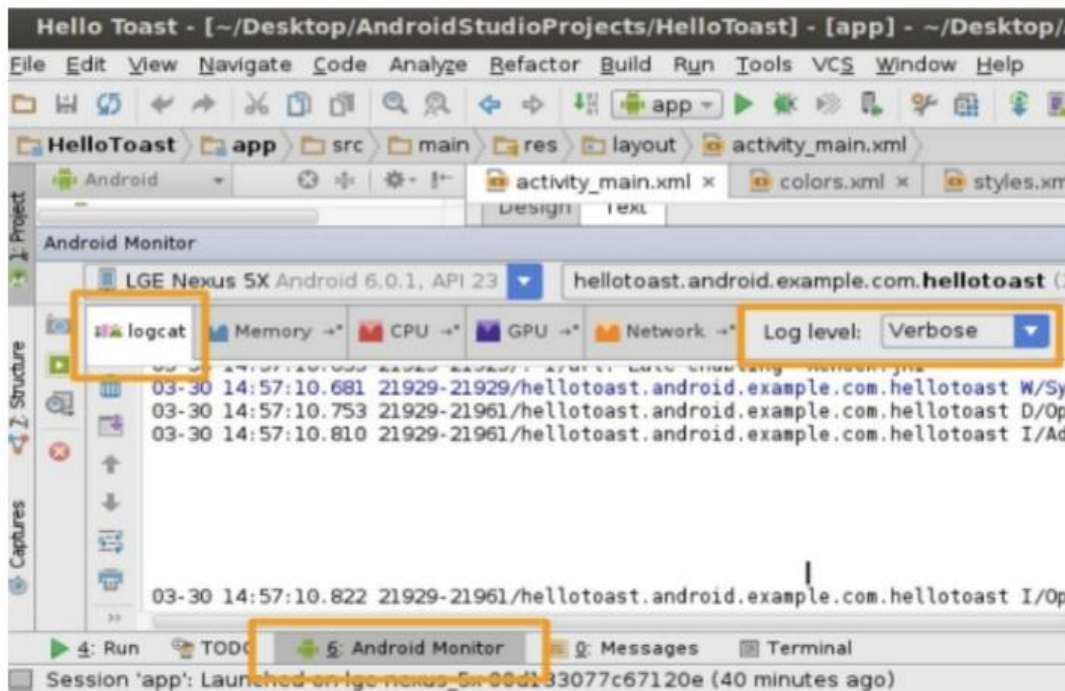 Hello Toast - [~/Desktop/AndroidStudioProjects/HelloToast] - [app] - ~/Desktop/
File Edit View Navigate Code Analyze Refactor Build Run Tools VCS Window Help
app
HelloToast app src main res layout activity_main.xml
1: Project
Android activity_main.xml × colors.xml × styles.xm
Design Text
Android Monitor
LGE Nexus 5X Android 6.0.1, API 23 hellotoast.android.example.com.hellotoast
logcat Memory CPU GPU Network Log level: Verbose
2: Structure
03-30 14:57:10.681 21929-21929/hellotoast.android.example.com.hellotoast W/Sy
03-30 14:57:10.753 21929-21961/hellotoast.android.example.com.hellotoast D/Op
03-30 14:57:10.810 21929-21961/hellotoast.android.example.com.hellotoast I/Ad
Captures
03-30 14:57:10.822 21929-21961/hellotoast.android.example.com.hellotoast I/Op
4: Run TODO 6: Android Monitor 0: Messages Terminal
Session 'app': Launched on lge-nexus_5x (40 minutes ago)